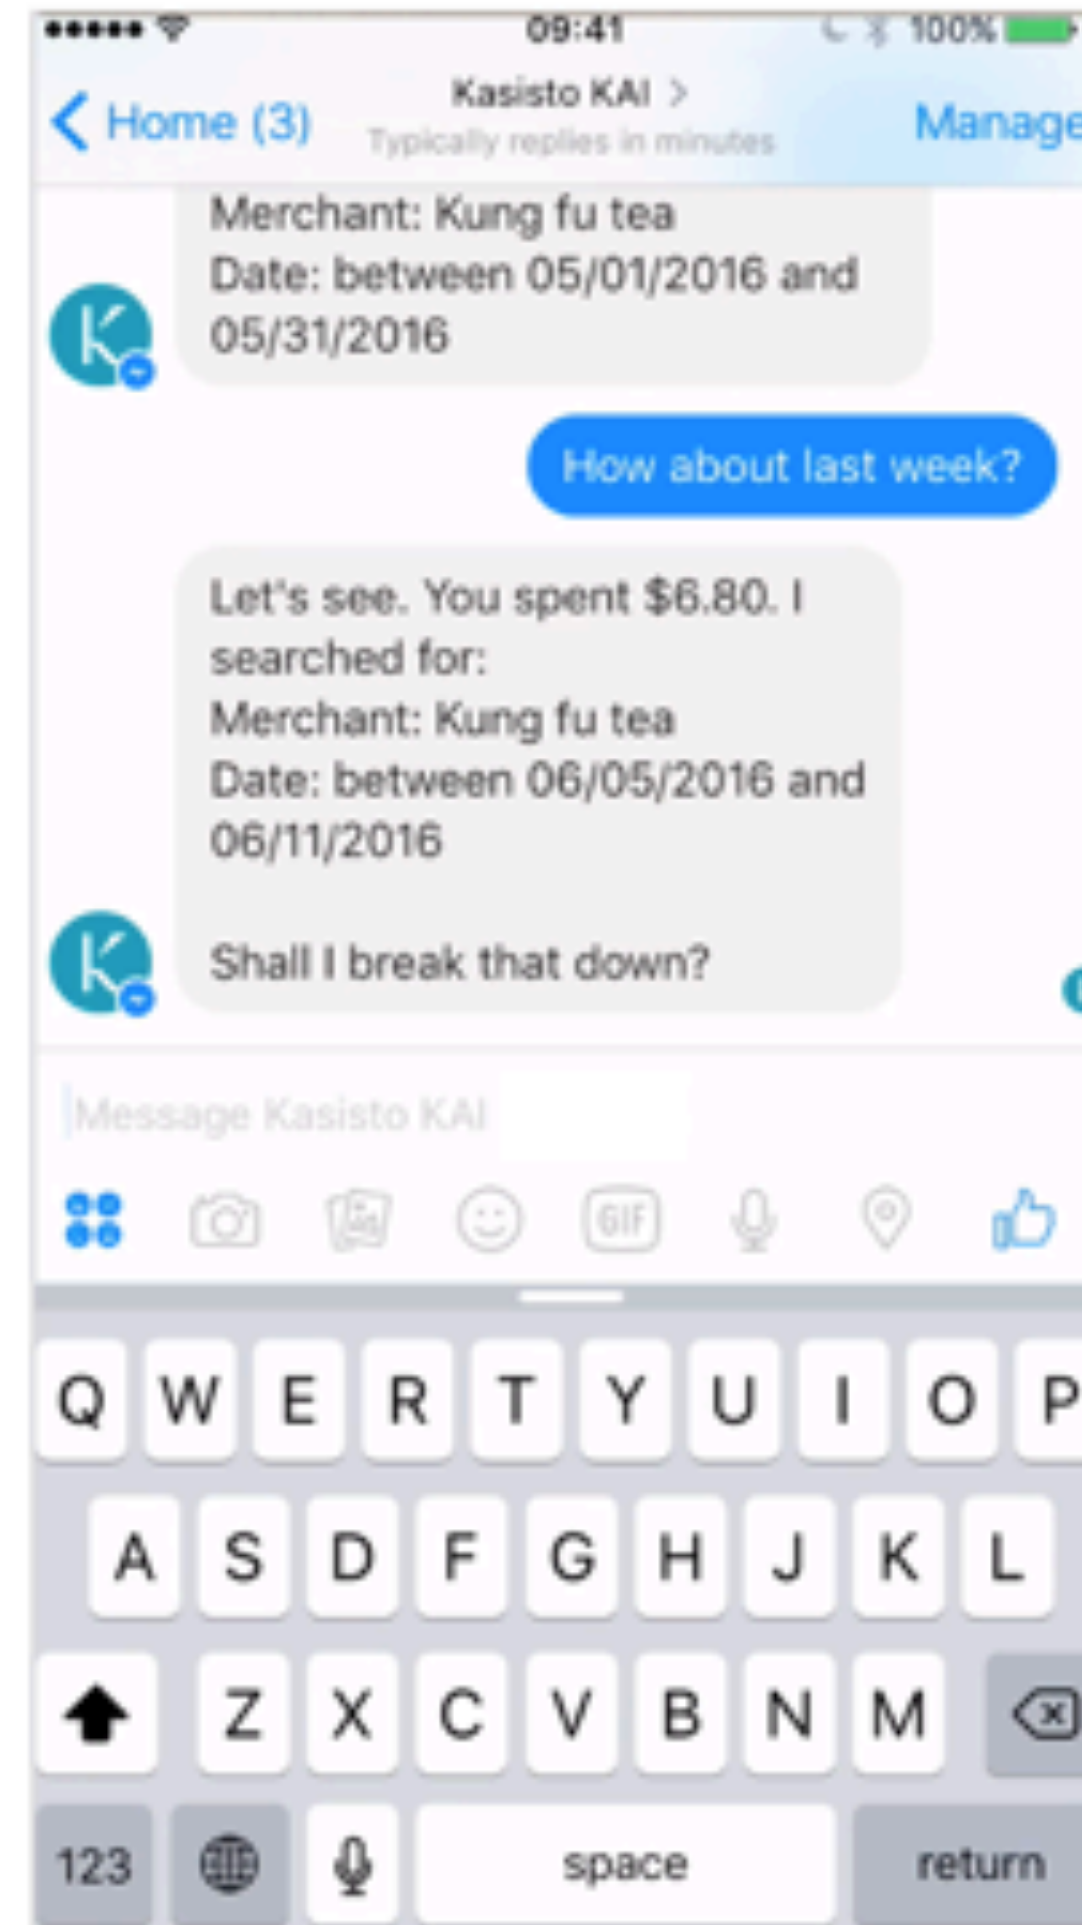 09:41 100%
Home (3) Kasisto KAI > Manage
Typically replies in minutes
Merchant: Kung fu tea
Date: between 05/01/2016 and
05/31/2016
K
How about last week?
Let's see. You spent $6.80. I
searched for:
Merchant: Kung fu tea
Date: between 06/05/2016 and
06/11/2016
Shall I break that down?
K
Message Kasisto KAI
GIF
Q W E R T Y U I O P
A S D F G H J K L
Z X C V B N M
123 space return